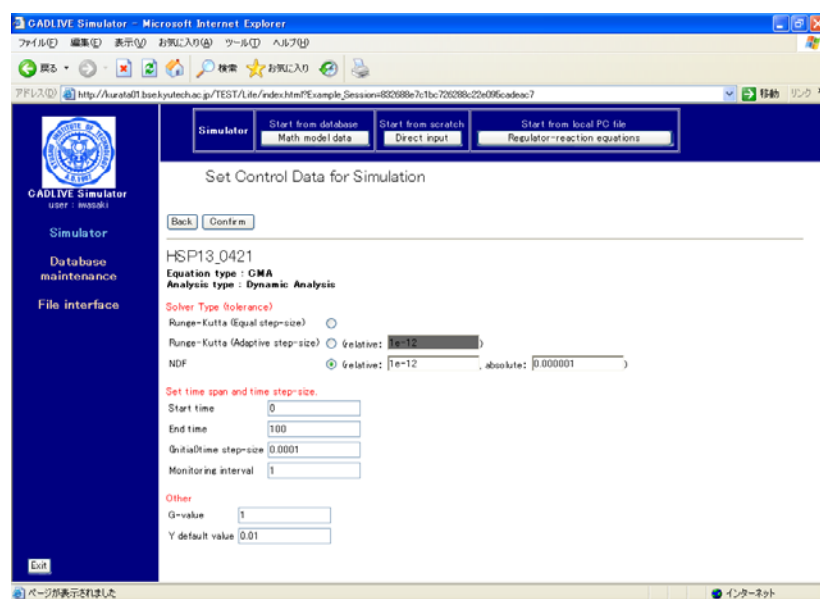 CADLIVE Simulator - Microsoft Internet Explorer
ファイル(F) 編集(E) 表示(V) お気に入り(A) ツール(T) ヘルプ(H)
戻る 検索 お気に入り
アドレス(D) http://kurata01.bse.kyutech.ac.jp/TEST/Life/index.html?Example_Session=832688e7c1bc726288c22e095cadeac7 移動 リンク
Simulator
Start from database
Math model data
Start from scratch
Direct input
Start from local PC file
Regulator-reaction equations
CADLIVE Simulator
user : iwasaki
Simulator
Database
maintenance
File interface
Exit
Set Control Data for Simulation
Back Confirm
HSP13_0421
Equation type : GMA
Analysis type : Dynamic Analysis
Solver Type (tolerance)
Runge-Kutta (Equal step-size)
Runge-Kutta (Adaptive step-size) (relative: 1e-12 )
NDF (relative: 1e-12 , absolute: 0.000001 )
Set time span and time step-size.
Start time 0
End time 100
(Initial)time step-size 0.0001
Monitoring interval 1
Other
G-value 1
Y default value 0.01
ページが表示されました インターネット